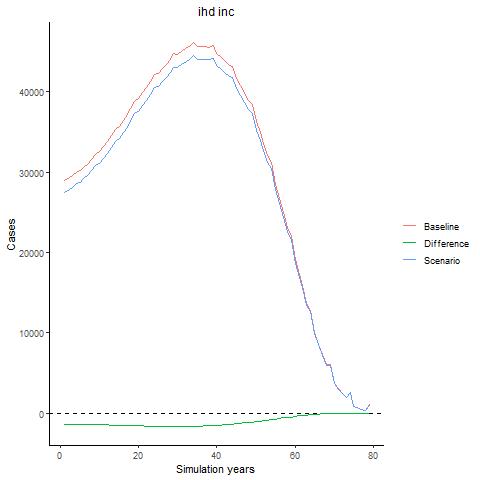 ihd inc
Cases
40000
30000
20000
10000
0
0
20
40
60
80
Simulation years
Baseline
Difference
Scenario